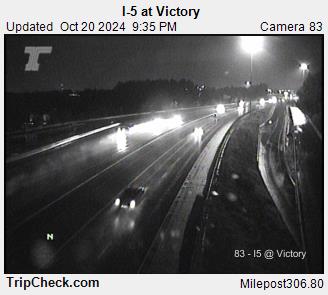 I-5 at Victory
Updated Oct 20 2024 9:35 PM Camera 83
T
N
@tripcheck
83 - I5 @ Victory
TripCheck.com Milepost306.80